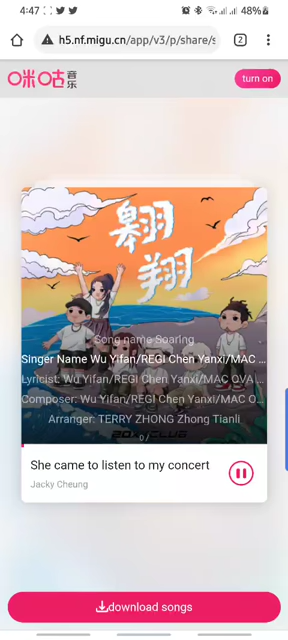 4:47
48%
h5.nf.migu.cn/app/v3/p/share/s
2
咪咕音乐
turn on
翱翔
Song name Soaring
Singer Name Wu Yifan/REGI Chen Yanxi/MAC ...
Lyricist: Wu Yifan/REGI Chen Yanxi/MAC OVA ...
Composer: Wu Yifan/REGI Chen Yanxi/MAC O...
Arranger: TERRY ZHONG Zhong Tianli
20XXCLUB
0 /
She came to listen to my concert
Jacky Cheung
download songs